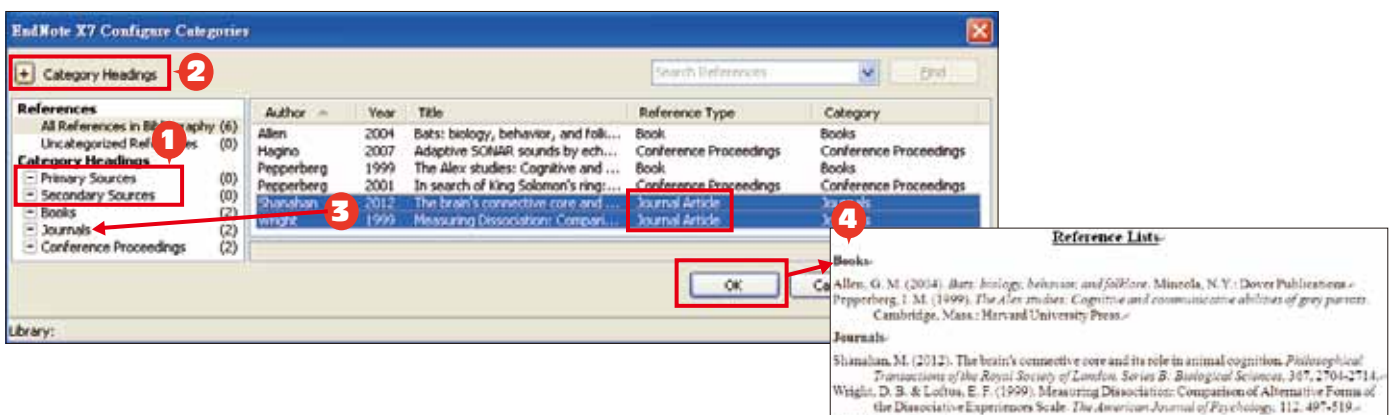 EndNote X7 Configure Categories
+ Category Headings 2
Search References Find
References
All References in Bibliography (6)
Uncategorized References (0)
1
Category Headings
Primary Sources (0)
Secondary Sources (0)
Books (2)
Journals (2)
Conference Proceedings (2)
3
Author Year Title Reference Type Category
Allen 2004 Bats: biology, behavior, and folk... Book Books
Hagino 2007 Adaptive SONAR sounds by ech... Conference Proceedings Conference Proceedings
Pepperberg 1999 The Alex studies: Cognitive and ... Book Books
Pepperberg 2001 In search of King Solomon's ring: ... Conference Proceedings Conference Proceedings
Shanahan 2012 The brain's connective core and ... Journal Article Journals
Wright 1999 Measuring Dissociation: Compari... Journal Article
OK
Library:
4
Reference Lists
Books
Allen, G. M. (2004). Bats: biology, behavior, and folklore. Mineola, N.Y.: Dover Publications.
Pepperberg, I. M. (1999). The Alex studies: Cognitive and communicative abilities of grey parrots.
Cambridge, Mass.: Harvard University Press.
Journals
Shanahan, M. (2012). The brain's connective core and its role in animal cognition. Philosophical
Transactions of the Royal Society of London. Series B: Biological Sciences, 367, 2704-2714.
Wright, D. B. & Loftus, E. F. (1999). Measuring Dissociation: Comparison of Alternative Forms of
the Dissociative Experiences Scale. The American Journal of Psychology, 112, 497-519.